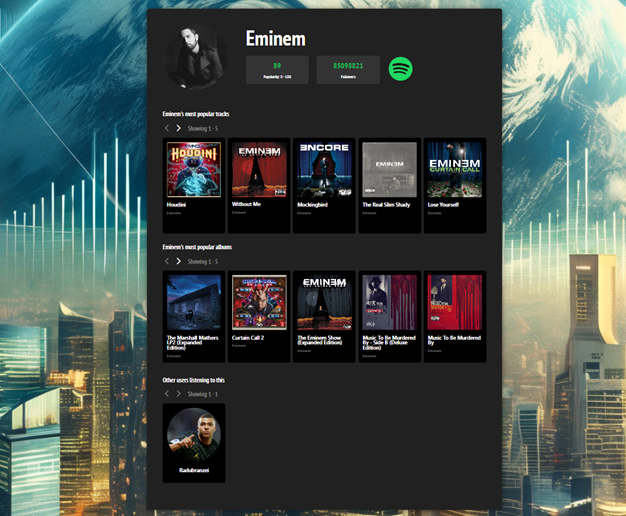 Eminem
89
Popularity: 0 - 100
85098821
Followers
Eminem's most popular tracks
Showing 1 - 5
HOUDINI
Houdini
Eminem
EMINEM
Without Me
Eminem
ENCORE
Mockingbird
Eminem
EMINEM
The Real Slim Shady
Eminem
EMINEM
CURTAIN CALL
Lose Yourself
Eminem
Eminem's most popular albums
Showing 1 - 5
The Marshall Mathers
LP2 (Expanded
Edition)
Eminem
Curtain Call 2
Eminem
EMINEM
The Eminem Show
(Expanded Edition)
Eminem
Music To Be Murdered
By - Side B (Deluxe
Edition)
Eminem
Music To Be Murdered
By
Eminem
Other users listening to this
Showing 1 - 1
Radubranzei